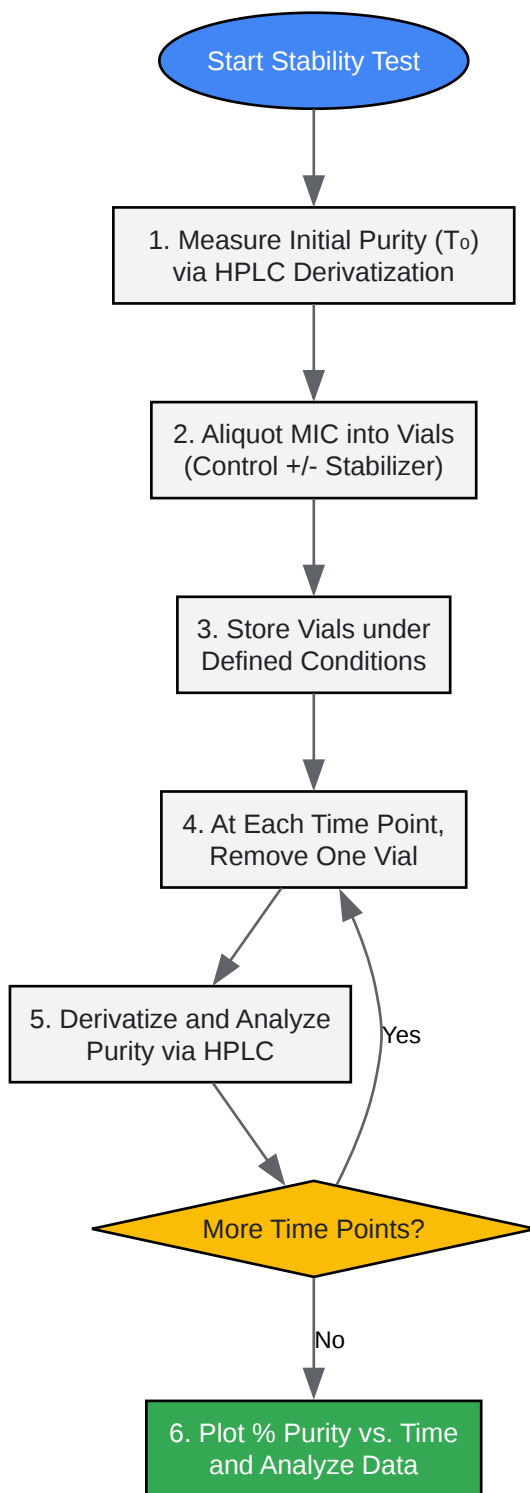 Start Stability Test
1. Measure Initial Purity (T₀)
via HPLC Derivatization
2. Aliquot MIC into Vials
(Control +/- Stabilizer)
3. Store Vials under
Defined Conditions
4. At Each Time Point,
Remove One Vial
5. Derivatize and Analyze
Purity via HPLC
Yes
More Time Points?
No
6. Plot % Purity vs. Time
and Analyze Data